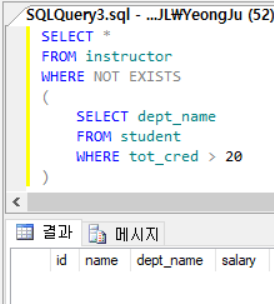 SQLQuery3.sql - ...JL₩YeongJu (52)
SELECT *
FROM instructor
WHERE NOT EXISTS
(
SELECT dept_name
FROM student
WHERE tot_cred > 20
)
결과 메시지
id name dept_name salary